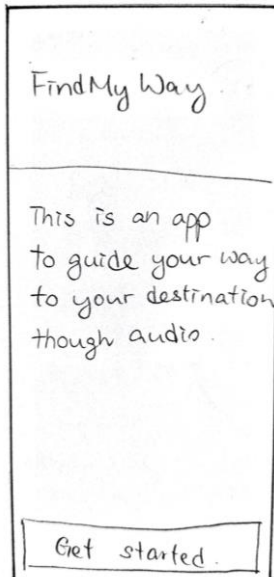 FindMy Way
This is an app
to guide your way
to your destination
though audio.
Get started.